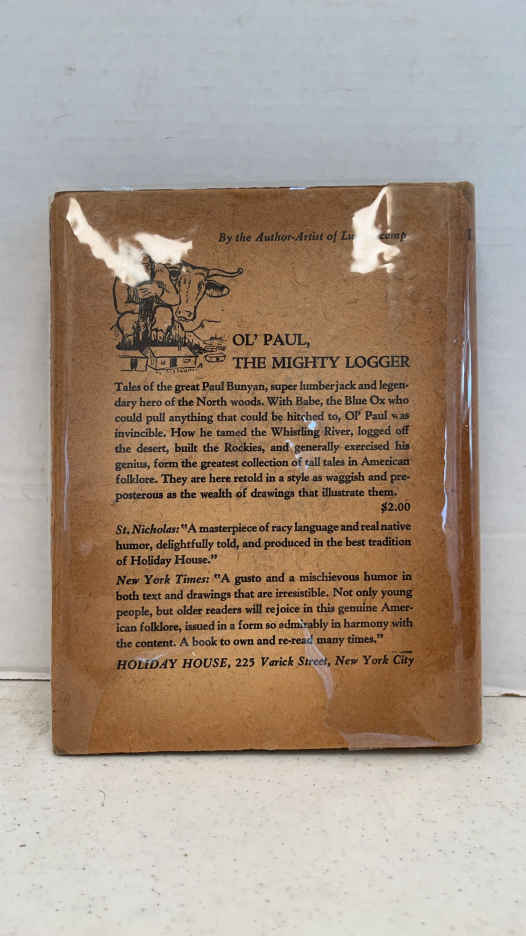 By the Author-Artist of camp
OL' PAUL,
THE MIGHTY LOGGER
Tales of the great Paul Bunyan, super lumberjack and legen-
dary hero of the North woods. With Babe, the Blue Ox who
could pull anything that could be hitched to, Ol' Paul was
invincible. How he tamed the Whistling River, logged off
the desert, built the Rockies, and generally exercised his
genius, form the greatest collection of tall tales in American
folklore. They are here retold in a style as waggish and pre-
posterous as the wealth of drawings that illustrate them.
$2.00
St. Nicholas: "A masterpiece of racy language and real native
humor, delightfully told, and produced in the best tradition
of Holiday House."
New York Times: "A gusto and a mischievous humor in
both text and drawings that are irresistible. Not only young
people, but older readers will rejoice in this genuine Amer-
ican folklore, issued in a form so admirably in harmony with
the content. A book to own and re-read many times."
HOLIDAY HOUSE, 225 Varick Street, New York City